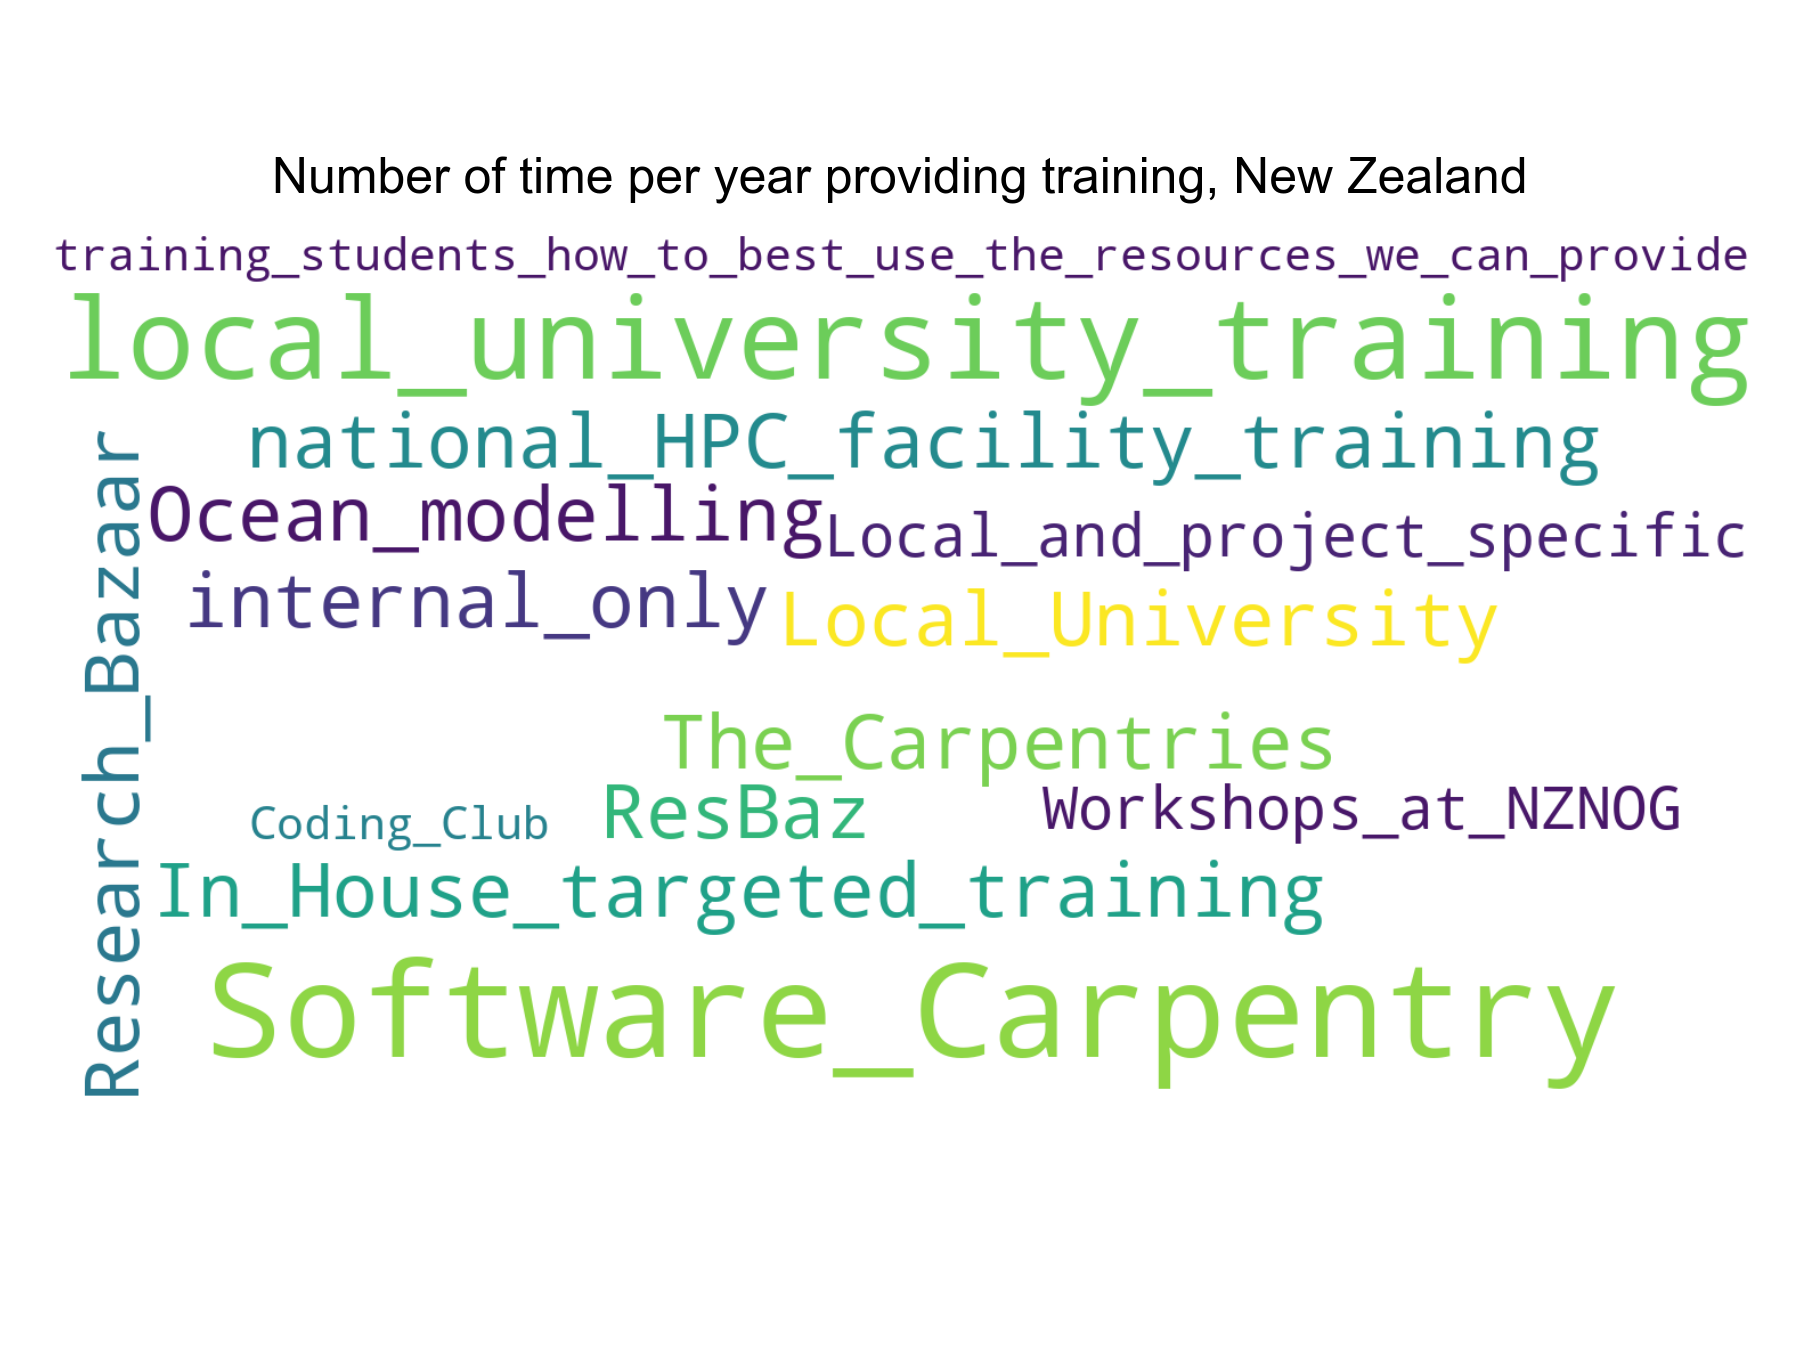 Number of time per year providing training, New Zealand
training_students_how_to_best_use_the_resources_we_can_provide
local_university_training
national_HPC_facility_training
Research_Bazaar
Ocean_modelling
Local_and_project_specific
internal_only
Local_University
The_Carpentries
Coding_Club
ResBaz
Workshops_at_NZNOG
In_House_targeted_training
Software_Carpentry